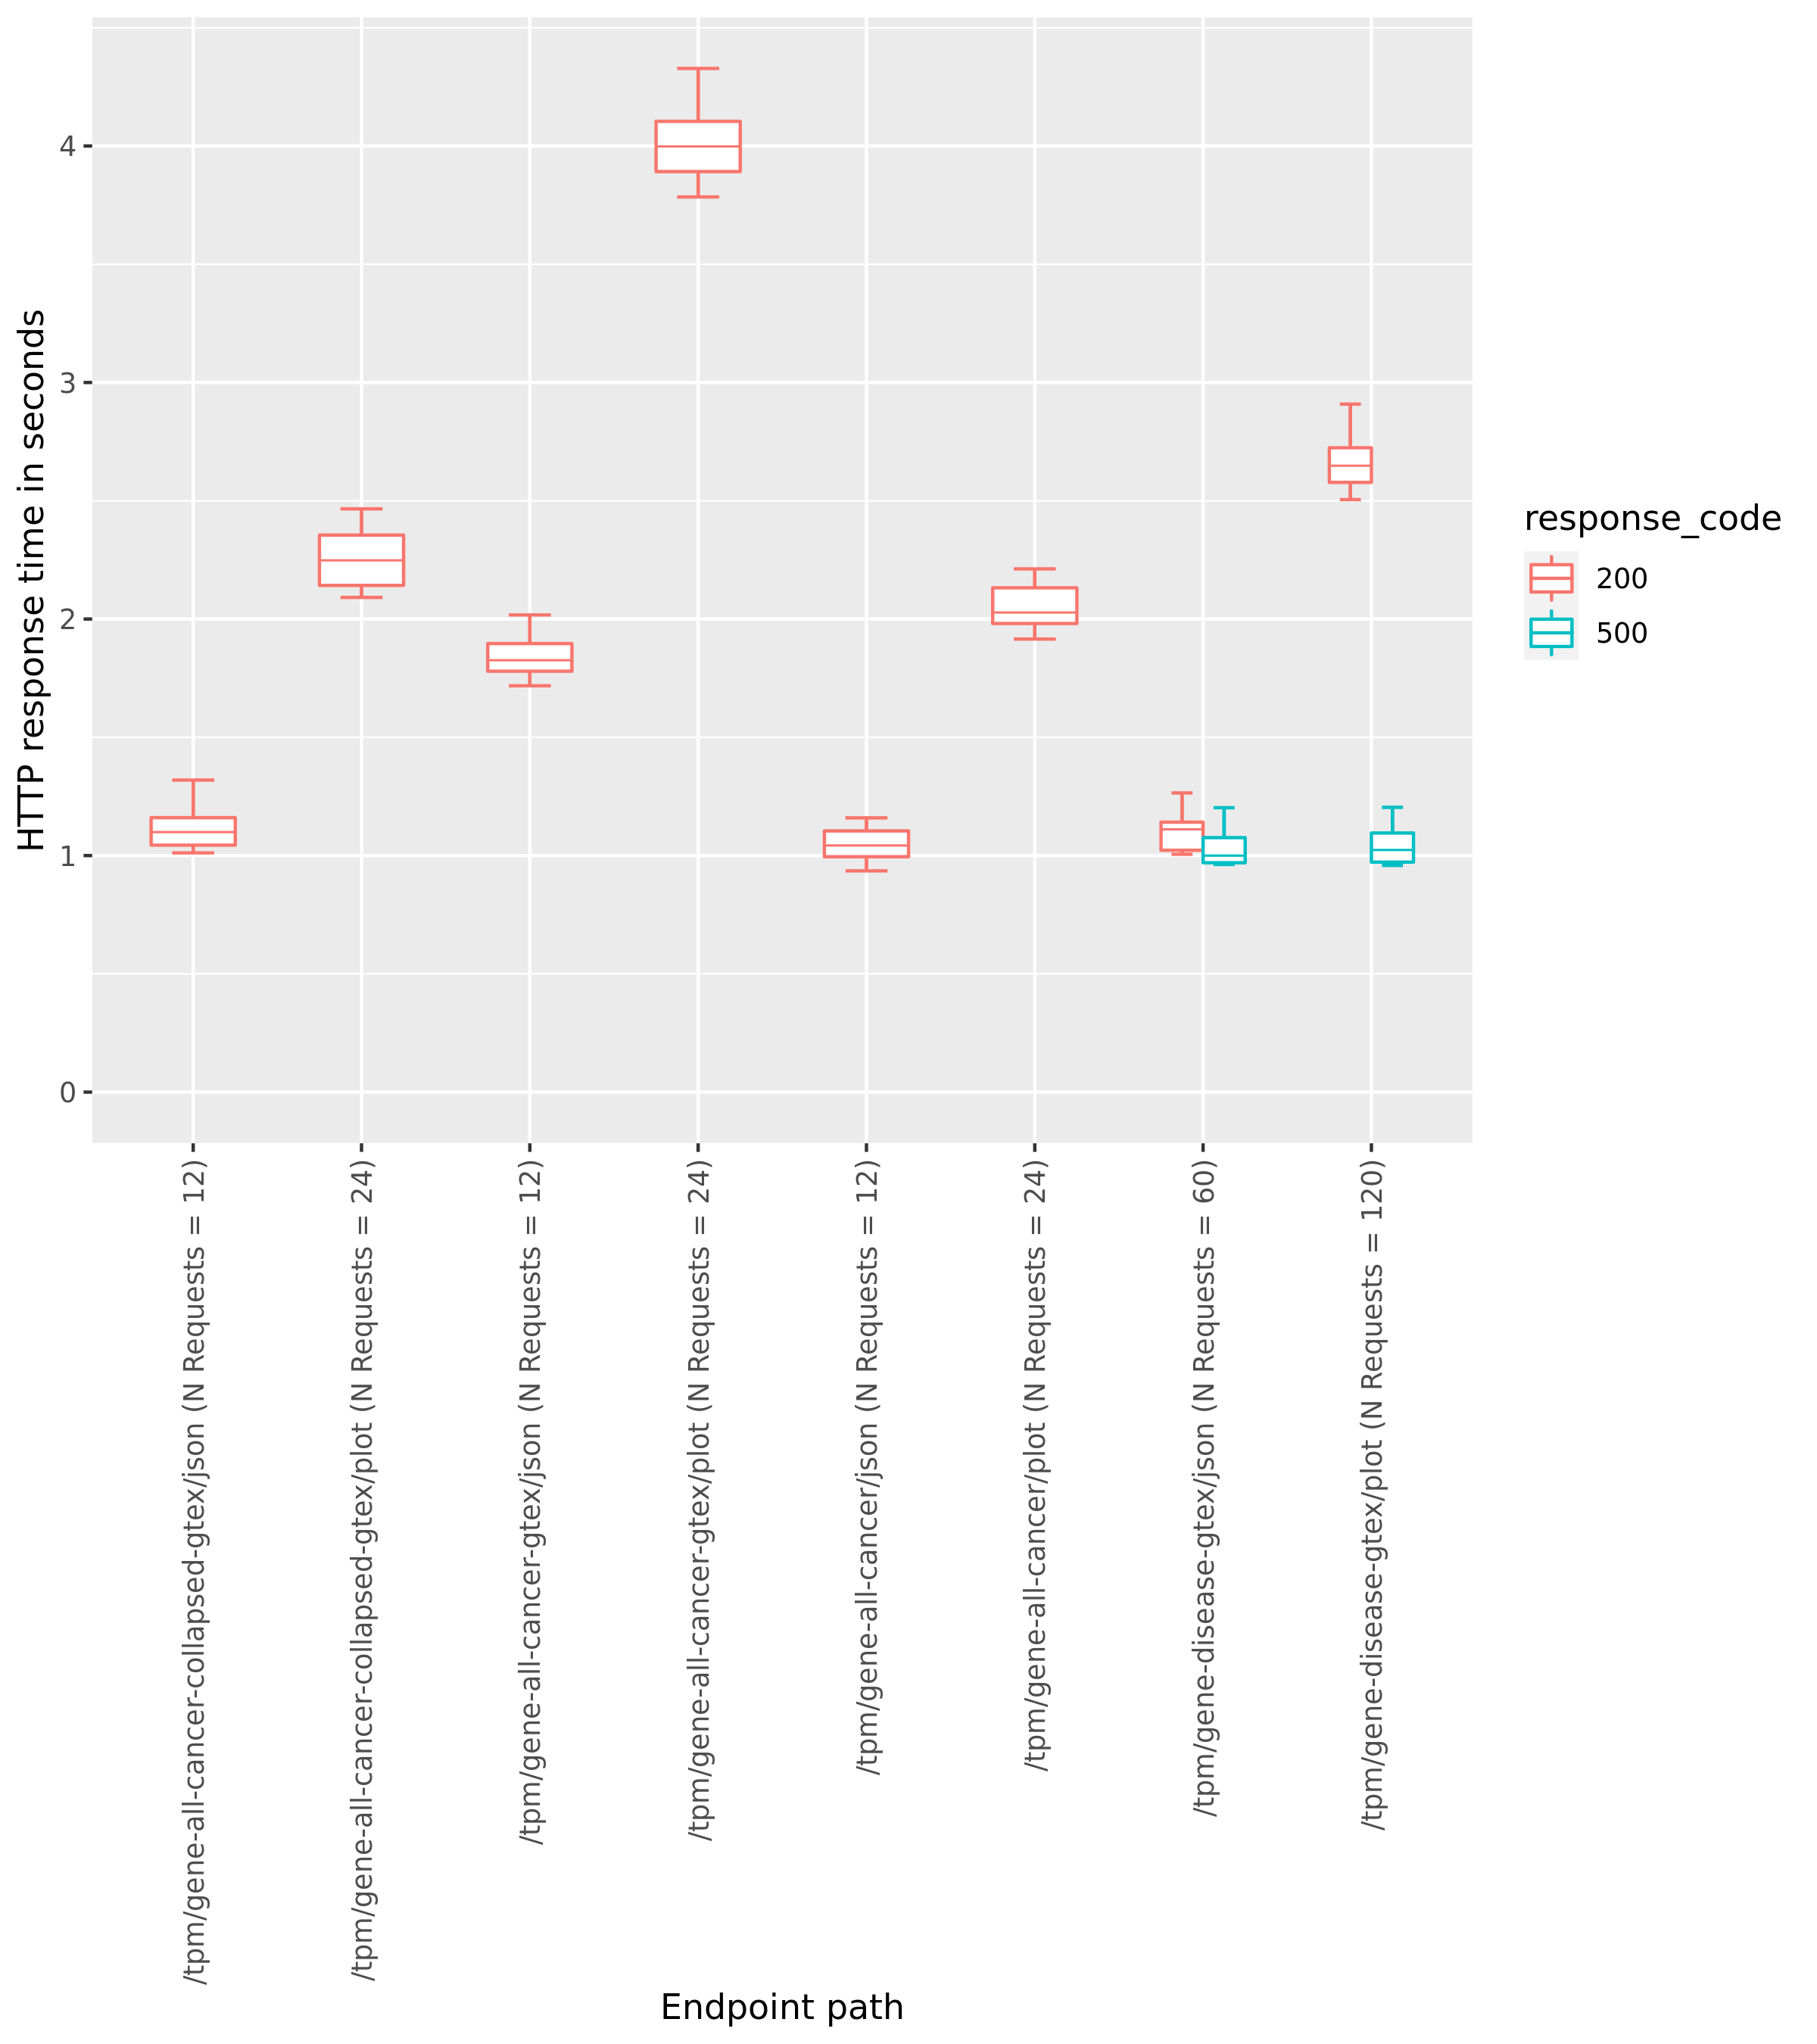 HTTP response time in seconds
4
3
2
1
0
/tpm/gene-all-cancer-collapsed-gtex/json (N Requests = 12)
/tpm/gene-all-cancer-collapsed-gtex/plot (N Requests = 24)
/tpm/gene-all-cancer-gtex/json (N Requests = 12)
/tpm/gene-all-cancer-gtex/plot (N Requests = 24)
/tpm/gene-all-cancer/json (N Requests = 12)
/tpm/gene-all-cancer/plot (N Requests = 24)
/tpm/gene-disease-gtex/json (N Requests = 60)
/tpm/gene-disease-gtex/plot (N Requests = 120)
Endpoint path
response_code
200
500